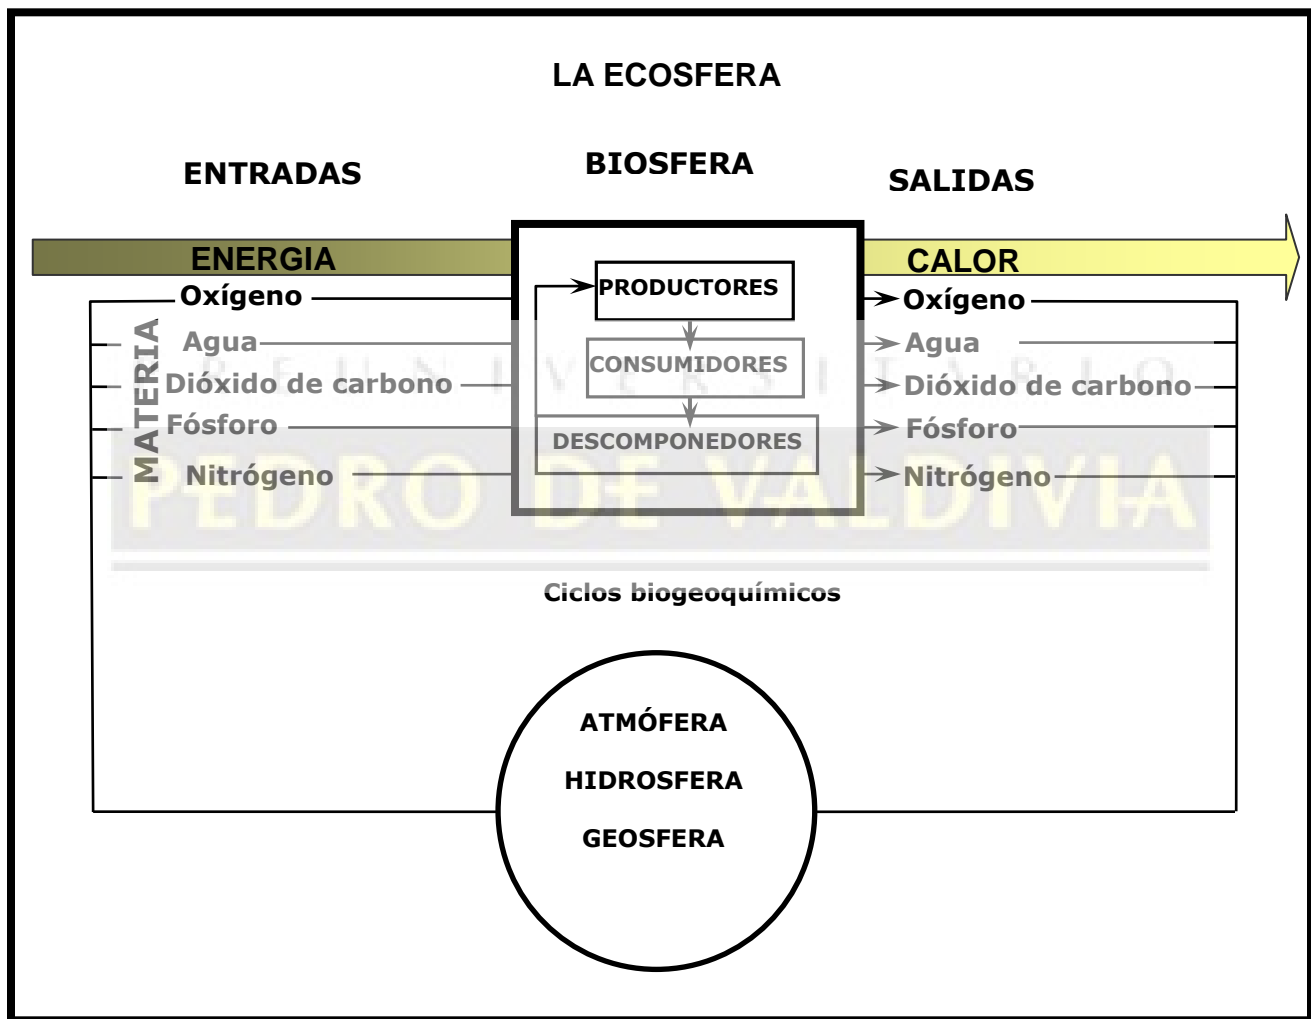 LA ECOSFERA
ENTRADAS
BIOSFERA
SALIDAS
ENERGIA
CALOR
MATERIA
Oxígeno
Agua
Dióxido de carbono
Fósforo
Nitrógeno
PRODUCTORES
CONSUMIDORES
DESCOMPONEDORES
Oxígeno
Agua
Dióxido de carbono
Fósforo
Nitrógeno
PREUNIVERSITARIO
PEDRO DE VALDIVIA
Ciclos biogeoquímicos
ATMÓFERA
HIDROSFERA
GEOSFERA